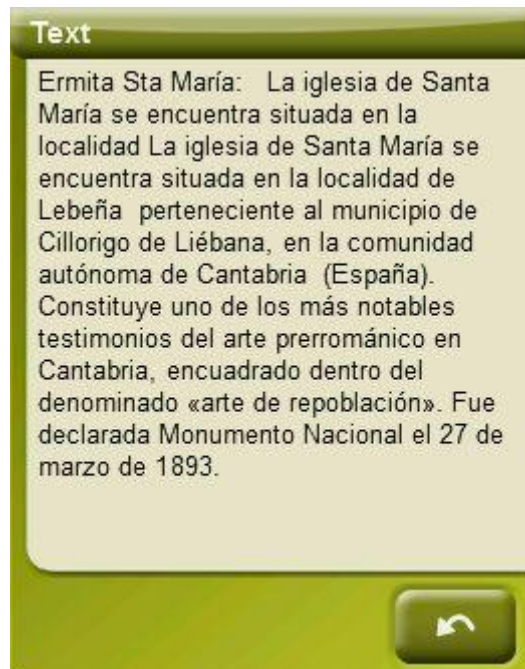 Text
Ermita Sta María:   La iglesia de Santa
María se encuentra situada en la
localidad La iglesia de Santa María se
encuentra situada en la localidad de
Lebeña  perteneciente al municipio de
Cillorigo de Liébana, en la comunidad
autónoma de Cantabria  (España).
Constituye uno de los más notables
testimonios del arte prerrománico en
Cantabria, encuadrado dentro del
denominado «arte de repoblación». Fue
declarada Monumento Nacional el 27 de
marzo de 1893.